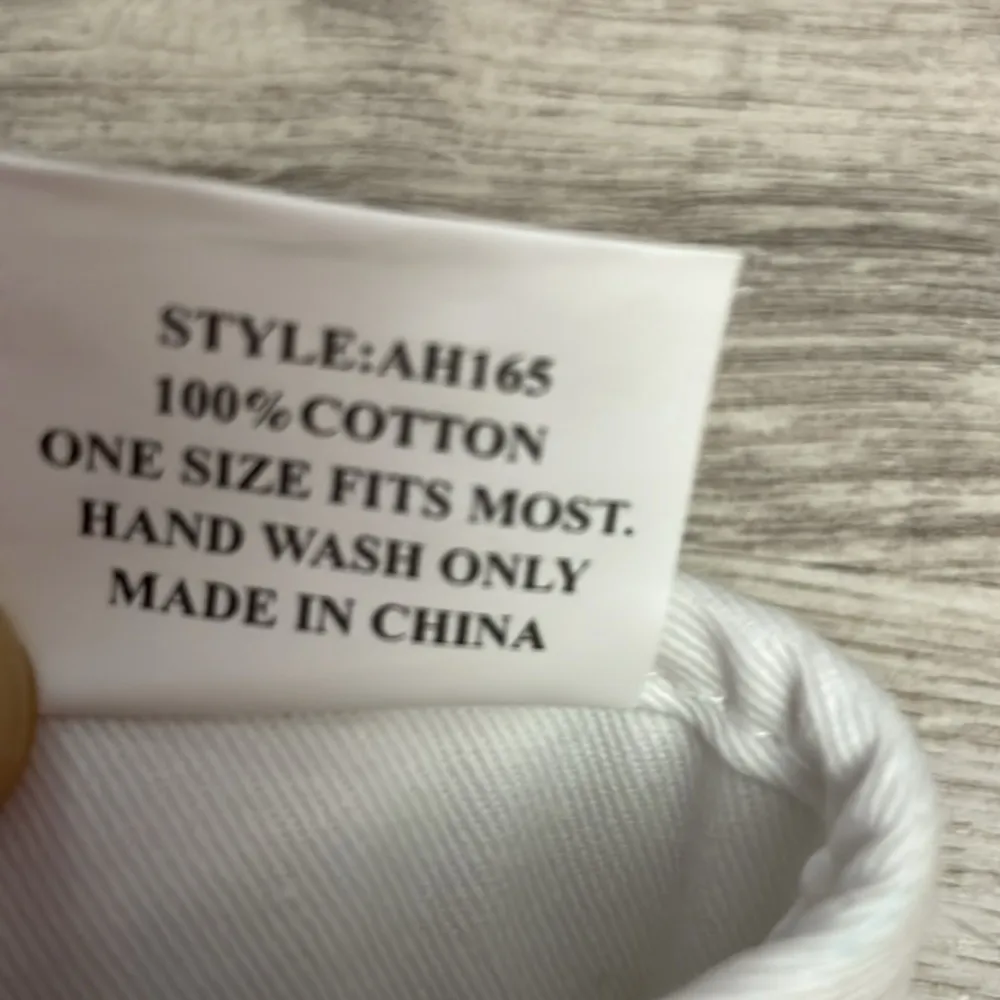 STYLE:AH165
100% COTTON
ONE SIZE FITS MOST.
HAND WASH ONLY
MADE IN CHINA